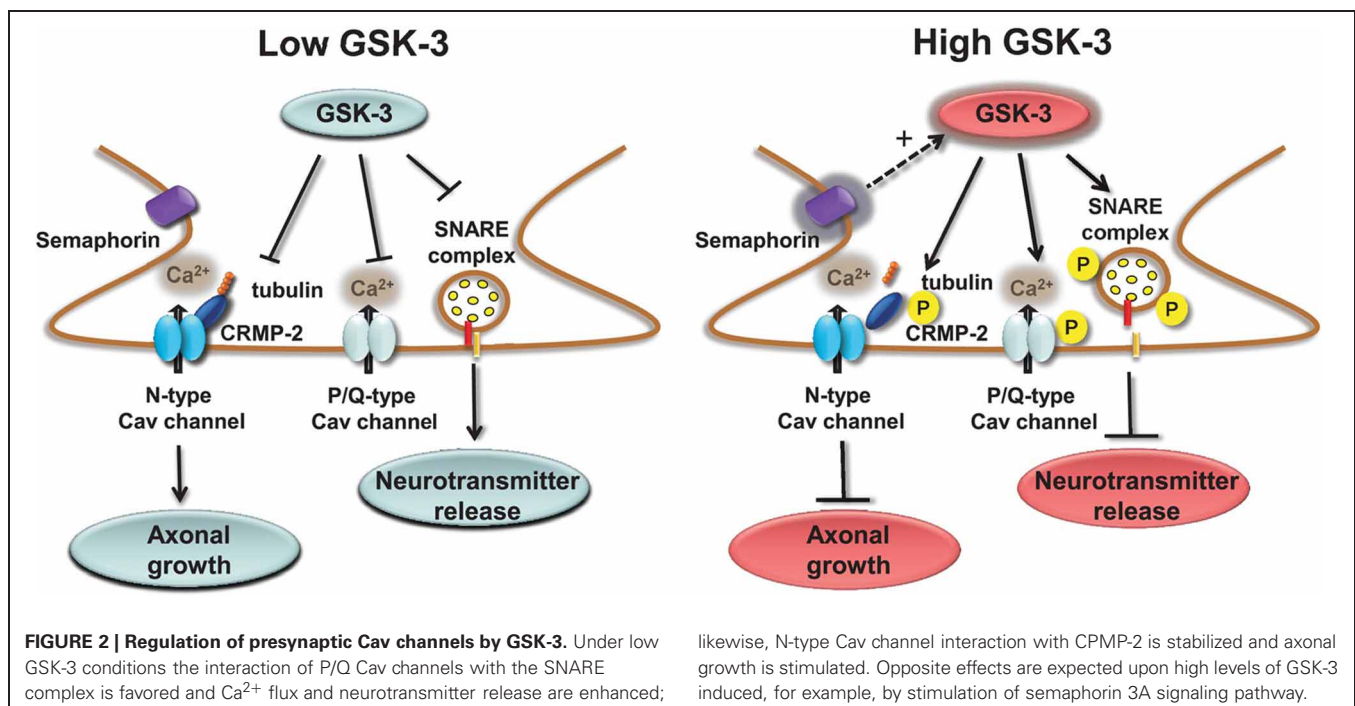 Low GSK-3
GSK-3
Semaphorin
Ca2+
tubulin
Ca2+
SNARE
complex
CRMP-2
N-type
Cav channel
P/Q-type
Cav channel
Neurotransmitter
release
Axonal
growth
High GSK-3
GSK-3
+
SNARE
complex
Semaphorin
Ca2+
tubulin
Ca2+
P
P
P
P
CRMP-2
N-type
Cav channel
P/Q-type
Cav channel
Neurotransmitter
release
Axonal
growth
FIGURE 2 | Regulation of presynaptic Cav channels by GSK-3. Under low
GSK-3 conditions the interaction of P/Q Cav channels with the SNARE
complex is favored and Ca2+ flux and neurotransmitter release are enhanced;
likewise, N-type Cav channel interaction with CPMP-2 is stabilized and axonal
growth is stimulated. Opposite effects are expected upon high levels of GSK-3
induced, for example, by stimulation of semaphorin 3A signaling pathway.